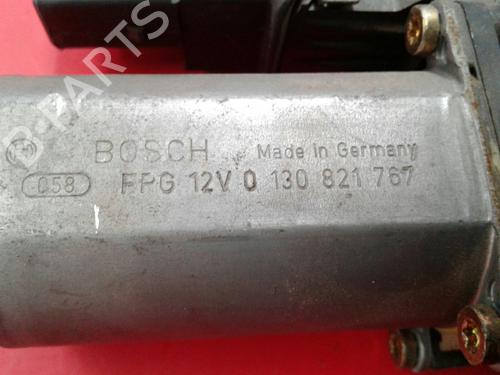 BOSCH Made in Germany
058 FPG 12V 0 130 821 767
B-PARTS